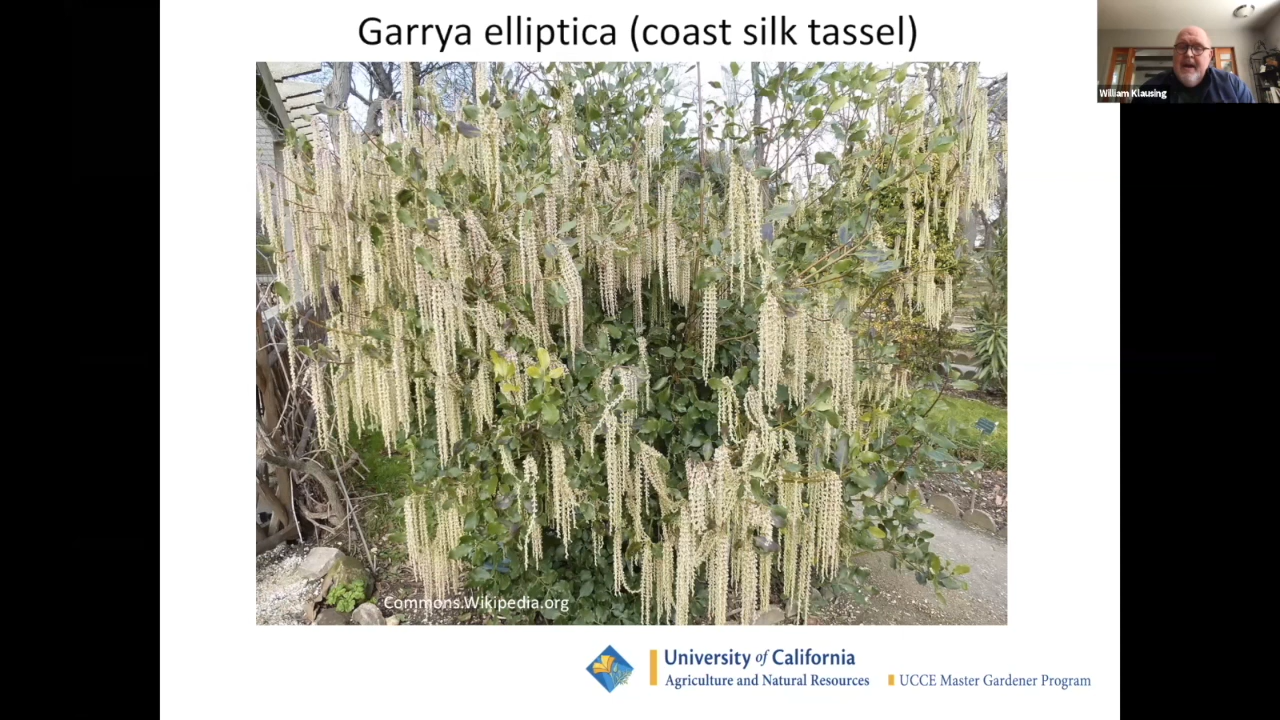 Garrya elliptica (coast silk tassel)
William Klausing
Commons.Wikipedia.org
University of California
Agriculture and Natural Resources
UCCE Master Gardener Program